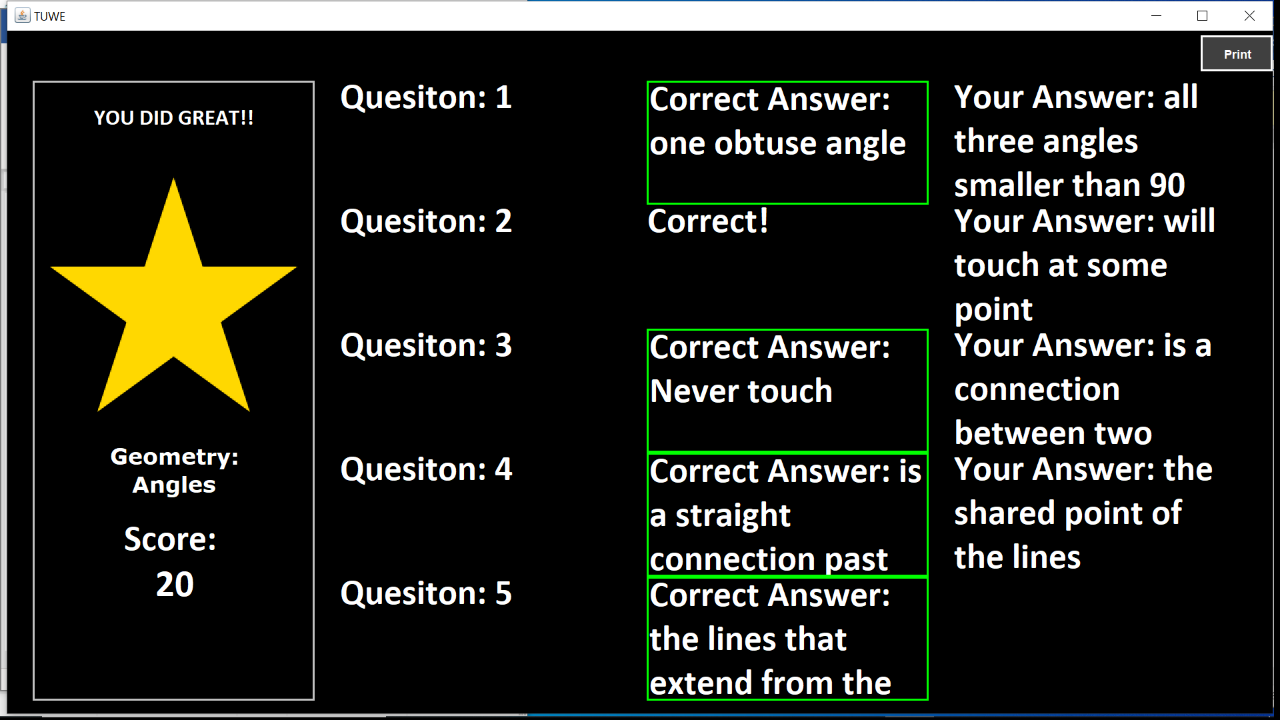 TUWE
Print
YOU DID GREAT!!
Geometry:
Angles
Score:
20
Quesiton: 1
Correct Answer:
one obtuse angle
Your Answer: all
three angles
smaller than 90
Quesiton: 2
Correct!
Your Answer: will
touch at some
point
Quesiton: 3
Correct Answer:
Never touch
Your Answer: is a
connection
between two
Quesiton: 4
Correct Answer: is
a straight
connection past
Your Answer: the
shared point of
the lines
Quesiton: 5
Correct Answer:
the lines that
extend from the